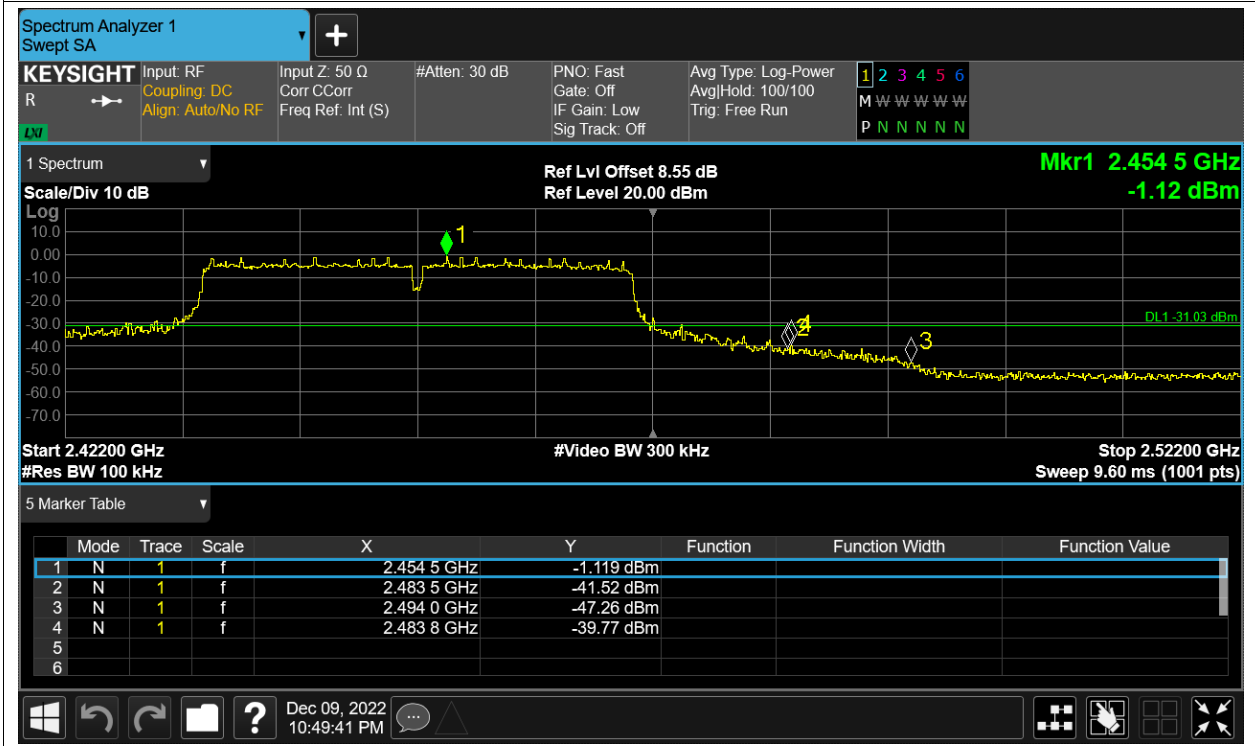 Spectrum Analyzer 1
Swept SA
+
KEYSIGHT Input: RF Input Z: 50 Ω #Atten: 30 dB PNO: Fast Avg Type: Log-Power 1 2 3 4 5 6
R Coupling: DC Corr CCorr Gate: Off Avg|Hold: 100/100 M W W W W W
Align: Auto/No RF Freq Ref: Int (S) IF Gain: Low Trig: Free Run P N N N N N
LXI Sig Track: Off
1 Spectrum Ref Lvl Offset 8.55 dB Mkr1 2.454 5 GHz
Scale/Div 10 dB Ref Level 20.00 dBm -1.12 dBm
Log
10.0
0.00
-10.0
-20.0
-30.0
-40.0
-50.0
-60.0
-70.0
1
2
4
3
DL1 -31.03 dBm
Start 2.42200 GHz #Video BW 300 kHz Stop 2.52200 GHz
#Res BW 100 kHz Sweep 9.60 ms (1001 pts)
5 Marker Table
Mode Trace Scale X Y Function Function Width Function Value
1 N 1 f 2.454 5 GHz -1.119 dBm
2 N 1 f 2.483 5 GHz -41.52 dBm
3 N 1 f 2.494 0 GHz -47.26 dBm
4 N 1 f 2.483 8 GHz -39.77 dBm
5
6
? Dec 09, 2022
10:49:41 PM